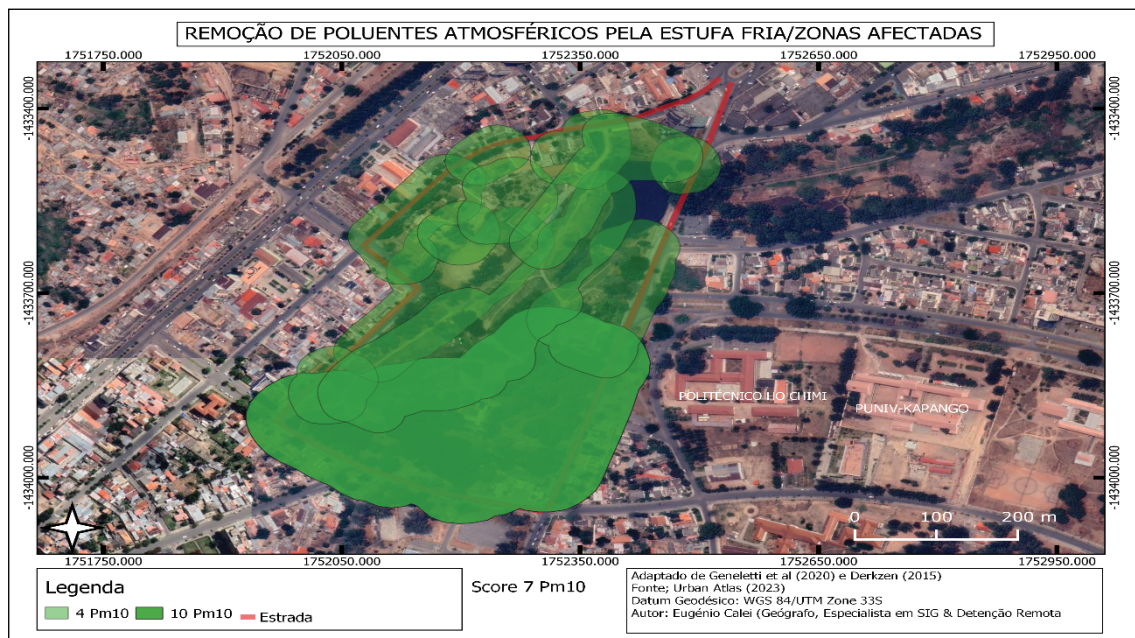 REMOÇÃO DE POLUENTES ATMOSFÉRICOS PELA ESTUFA FRIA/ZONAS AFECTADAS
1751750.000 1752050.000 1752350.000 1752650.000 1752950.000
-1433400.000 -1433400.000
-1433700.000 -1433700.000
POLITÉCNICO HO CHIMI PUNIV-KAPANGO
-1434000.000 -1434000.000
0 100 200 m
1751750.000 1752050.000 1752350.000 1752650.000 1752950.000
Legenda
4 Pm10 10 Pm10 Estrada
Score 7 Pm10
Adaptado de Geneletti et al (2020) e Derkzen (2015)
Fonte; Urban Atlas (2023)
Datum Geodésico: WGS 84/UTM Zone 33S
Autor: Eugénio Calei (Geógrafo, Especialista em SIG & Detenção Remota